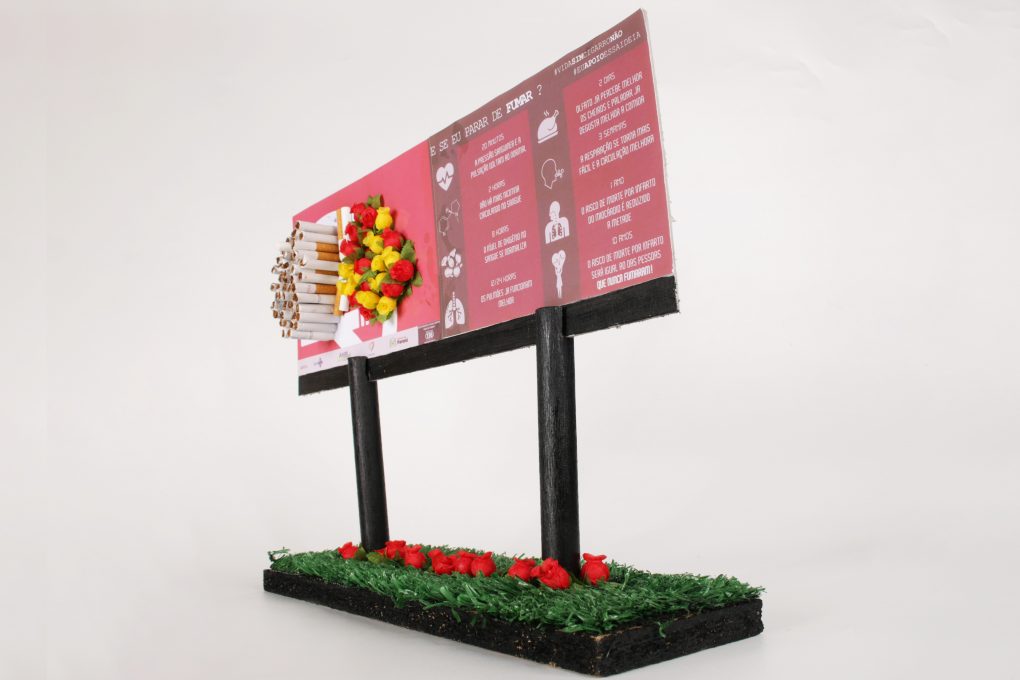 E SE EU PARAR DE FUMAR ?
#VIDASIMCIGARRONÃO
#EUAPOIOESSAIDEIA
20 MINUTOS
A PRESSÃO SANGUÍNEA E A
PULSAÇÃO VOLTAM AO NORMAL
2 HORAS
NÃO HÁ MAIS NICOTINA
CIRCULANDO NO SANGUE
8 HORAS
O NÍVEL DE OXIGÊNIO NO
SANGUE SE NORMALIZA
12/24 HORAS
OS PULMÕES JÁ FUNCIONAM
MELHOR
2 DIAS
OLFATO JÁ PERCEBE MELHOR
OS CHEIROS E PALADAR JÁ
DEGUSTA MELHOR A COMIDA
3 SEMANAS
A RESPIRAÇÃO SE TORNA MAIS
FÁCIL E A CIRCULAÇÃO MELHORA
1 ANO
O RISCO DE MORTE POR INFARTO
DO MIOCÁRDIO É REDUZIDO
A METADE
10 ANOS
O RISCO DE MORTE POR INFARTO
SERÁ IGUAL AO DAS PESSOAS
QUE NUNCA FUMARAM!